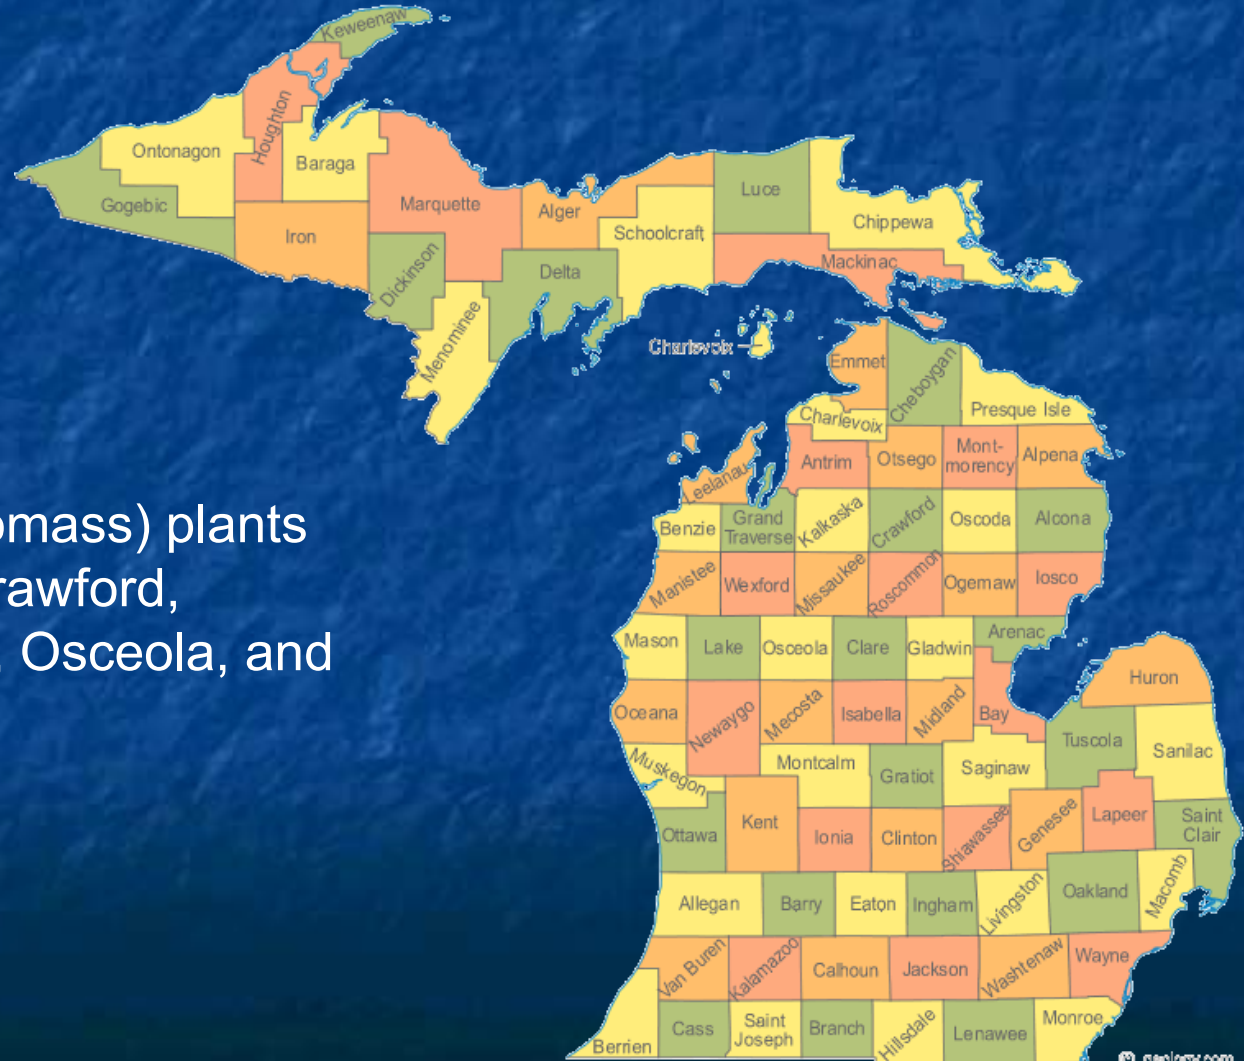 Keweenaw
Houghton
Ontonagon
Baraga
Gogebic
Iron
Marquette
Dickinson
Menominee
Alger
Delta
Schoolcraft
Luce
Chippewa
Mackinac
Charlevoix
Emmet
Cheboygan
Presque Isle
Charlevoix
Leelanau
Antrim
Otsego
Mont-
morency
Alpena
omass) plants
rawford,
Osceola, and
Benzie
Grand
Traverse
Kalkaska
Crawford
Oscoda
Alcona
Manistee
Wexford
Missaukee
Roscommon
Ogemaw
Iosco
Mason
Lake
Osceola
Clare
Gladwin
Arenac
Huron
Oceana
Newaygo
Mecosta
Isabella
Midland
Bay
Tuscola
Sanilac
Muskegon
Montcalm
Gratiot
Saginaw
Ottawa
Kent
Ionia
Clinton
Shiawassee
Genesee
Lapeer
Saint
Clair
Allegan
Barry
Eaton
Ingham
Livingston
Oakland
Macomb
Van Buren
Kalamazoo
Calhoun
Jackson
Washtenaw
Wayne
Berrien
Cass
Saint
Joseph
Branch
Hillsdale
Lenawee
Monroe
© geology.com